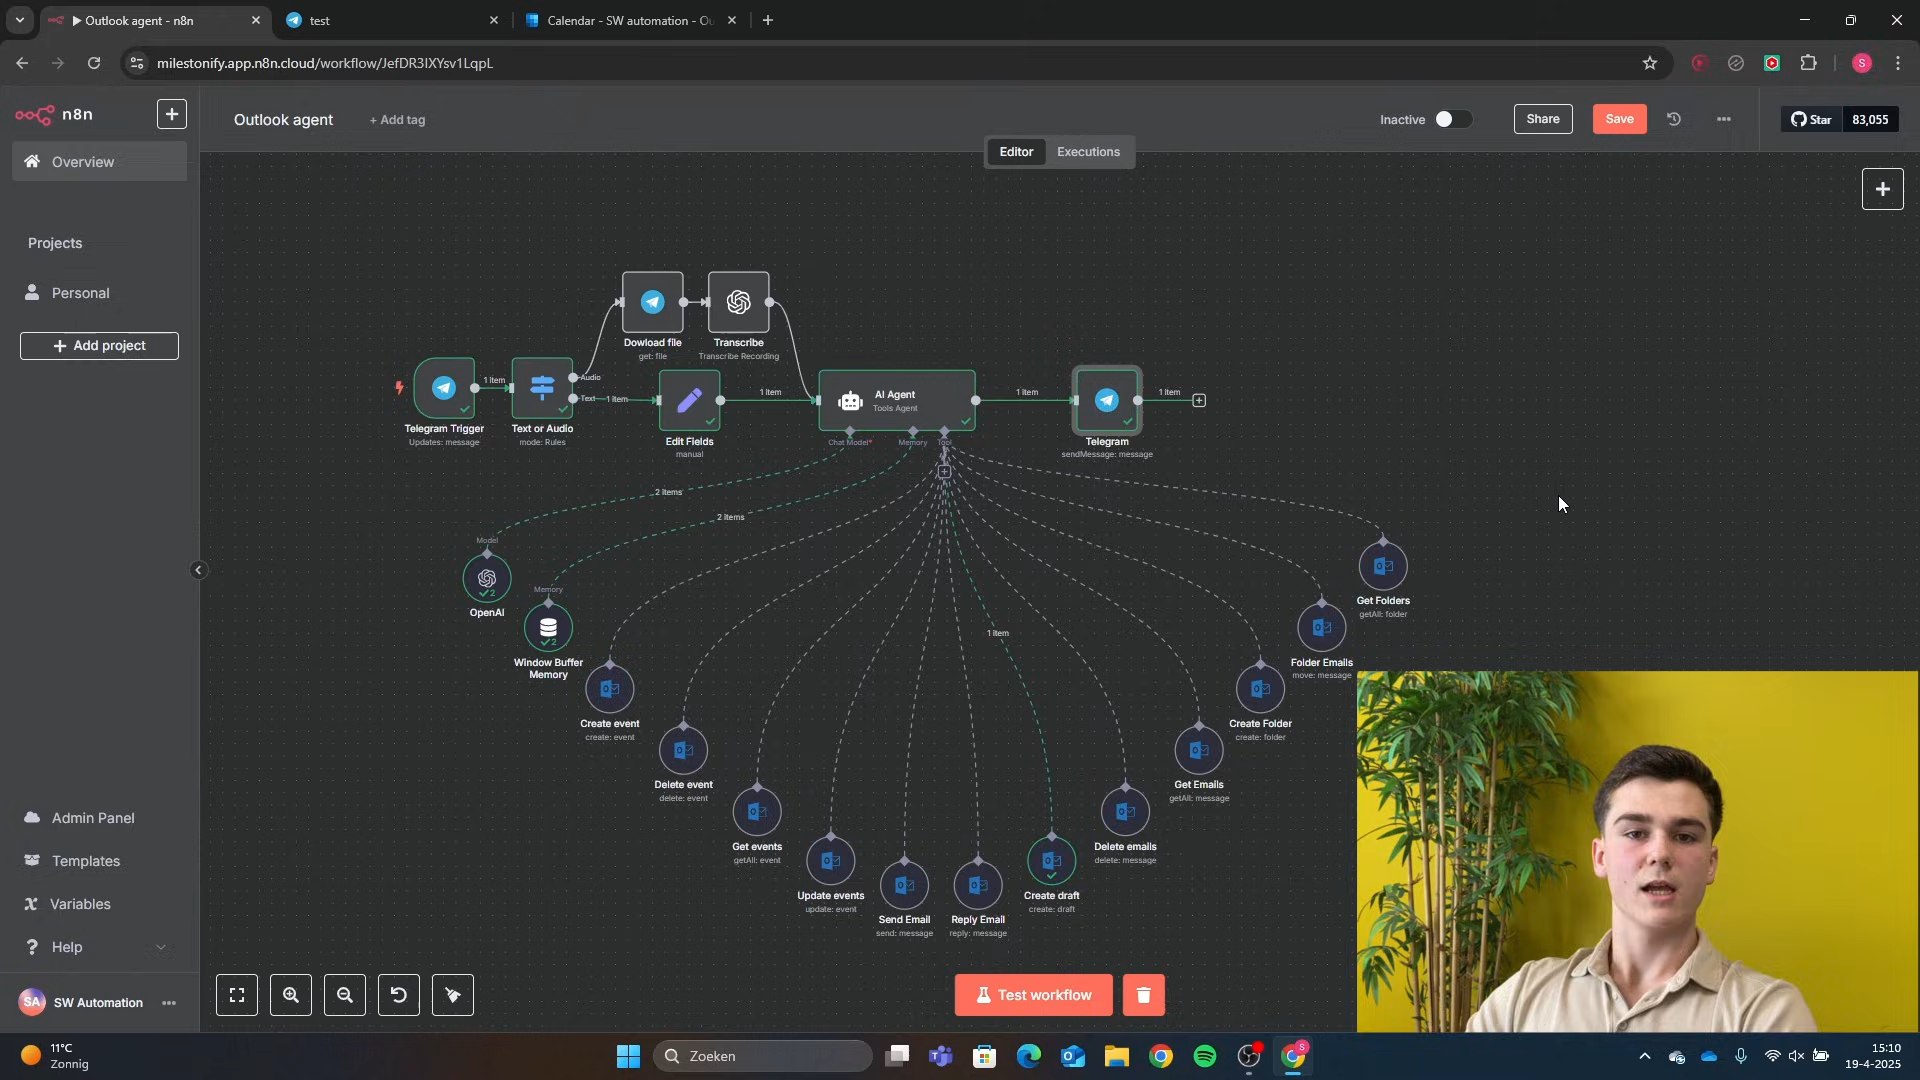 Outlook agent - n8n
test
Calendar - SW automation - Ou
milestonify.app.n8n.cloud/workflow/JefDR3IXYsv1LqpL
S
n8n
Outlook agent
+ Add tag
Inactive
Share
Save
Star
83,055
Editor
Executions
Overview
Projects
Personal
+ Add project
Admin Panel
Templates
Variables
Help
SA
SW Automation
Dowload file
get: file
Transcribe
Transcribe Recording
Telegram Trigger
Updates: message
1 item
Text or Audio
mode: Rules
Audio
Text
1 item
Edit Fields
manual
1 item
AI Agent
Tools Agent
Chat Model*
Memory
Tool
1 item
Telegram
sendMessage: message
1 item
2 items
2 items
Model
2
OpenAI
Memory
2
Window Buffer
Memory
Create event
create: event
Delete event
delete: event
Get events
getAll: event
Update events
update: event
Send Email
send: message
Reply Email
reply: message
1 item
Create draft
create: draft
Delete emails
delete: message
Get Emails
getAll: message
Create Folder
create: folder
Folder Emails
move: message
Get Folders
getAll: folder
Test workflow
11°C
Zonnig
Zoeken
S
15:10
19-4-2025